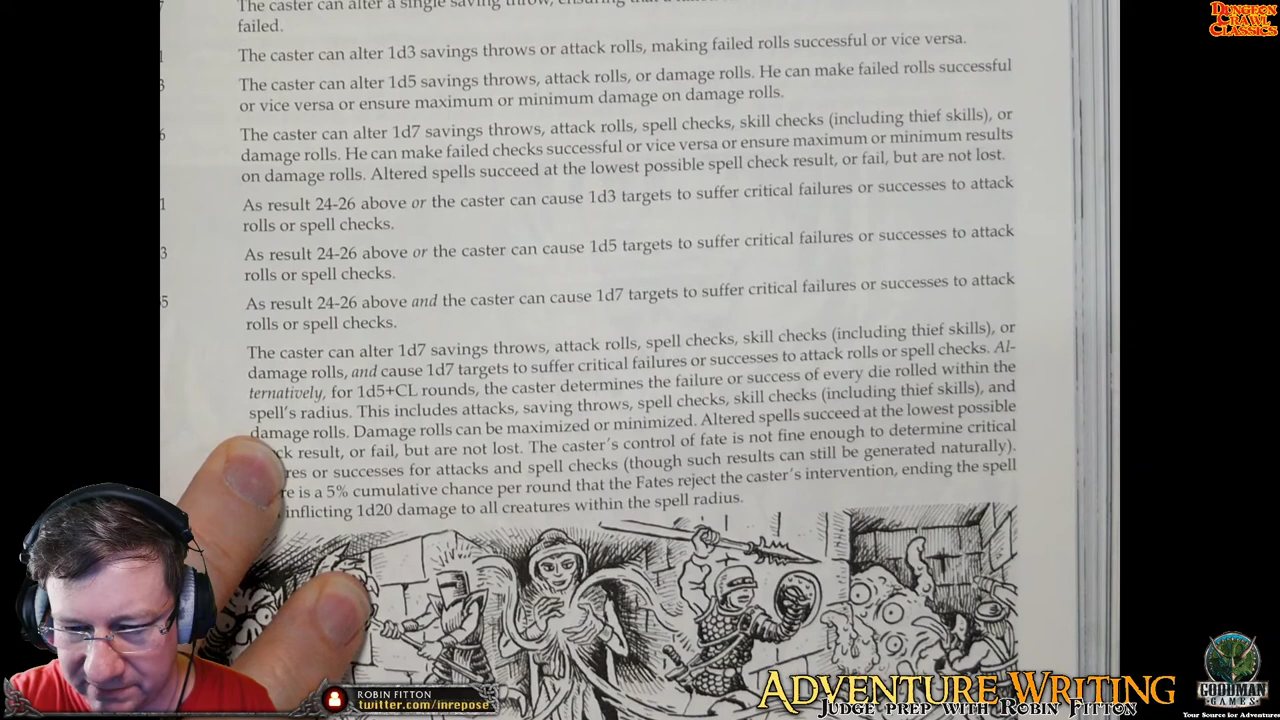 The caster can alter a single saving throw, ensuring that a
failed.
The caster can alter 1d3 savings throws or attack rolls, making failed rolls successful or vice versa.
The caster can alter 1d5 savings throws, attack rolls, or damage rolls. He can make failed rolls successful
or vice versa or ensure maximum or minimum damage on damage rolls.
The caster can alter 1d7 savings throws, attack rolls, spell checks, skill checks (including thief skills), or
damage rolls. He can make failed checks successful or vice versa or ensure maximum or minimum results
on damage rolls. Altered spells succeed at the lowest possible spell check result, or fail, but are not lost.
As result 24-26 above or the caster can cause 1d3 targets to suffer critical failures or successes to attack
rolls or spell checks.
As result 24-26 above or the caster can cause 1d5 targets to suffer critical failures or successes to attack
rolls or spell checks.
As result 24-26 above and the caster can cause 1d7 targets to suffer critical failures or successes to attack
rolls or spell checks.
The caster can alter 1d7 savings throws, attack rolls, spell checks, skill checks (including thief skills), or
damage rolls, and cause 1d7 targets to suffer critical failures or successes to attack rolls or spell checks. Al-
ternatively, for 1d5+CL rounds, the caster determines the failure or success of every die rolled within the
spell's radius. This includes attacks, saving throws, spell checks, skill checks (including thief skills), and
damage rolls. Damage rolls can be maximized or minimized. Altered spells succeed at the lowest possible
ck result, or fail, but are not lost. The caster's control of fate is not fine enough to determine critical
res or successes for attacks and spell checks (though such results can still be generated naturally).
re is a 5% cumulative chance per round that the Fates reject the caster's intervention, ending the spell
inflicting 1d20 damage to all creatures within the spell radius.
DUNGEON
CRAWL
CLASSICS
ROBIN FITTON
twitter.com/inrepose
ADVENTURE WRITING
JUDGE PREP WITH ROBIN FITTON
GOODMAN
GAMES
Your Source for Adventure